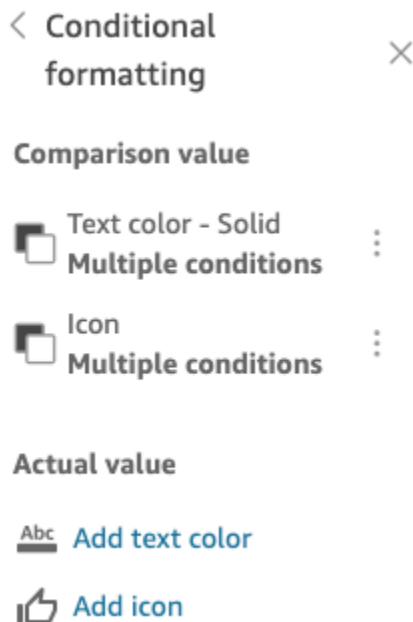 Conditional
formatting
Comparison value
Text color - Solid
Multiple conditions
Icon
Multiple conditions
Actual value
Abc Add text color
Add icon